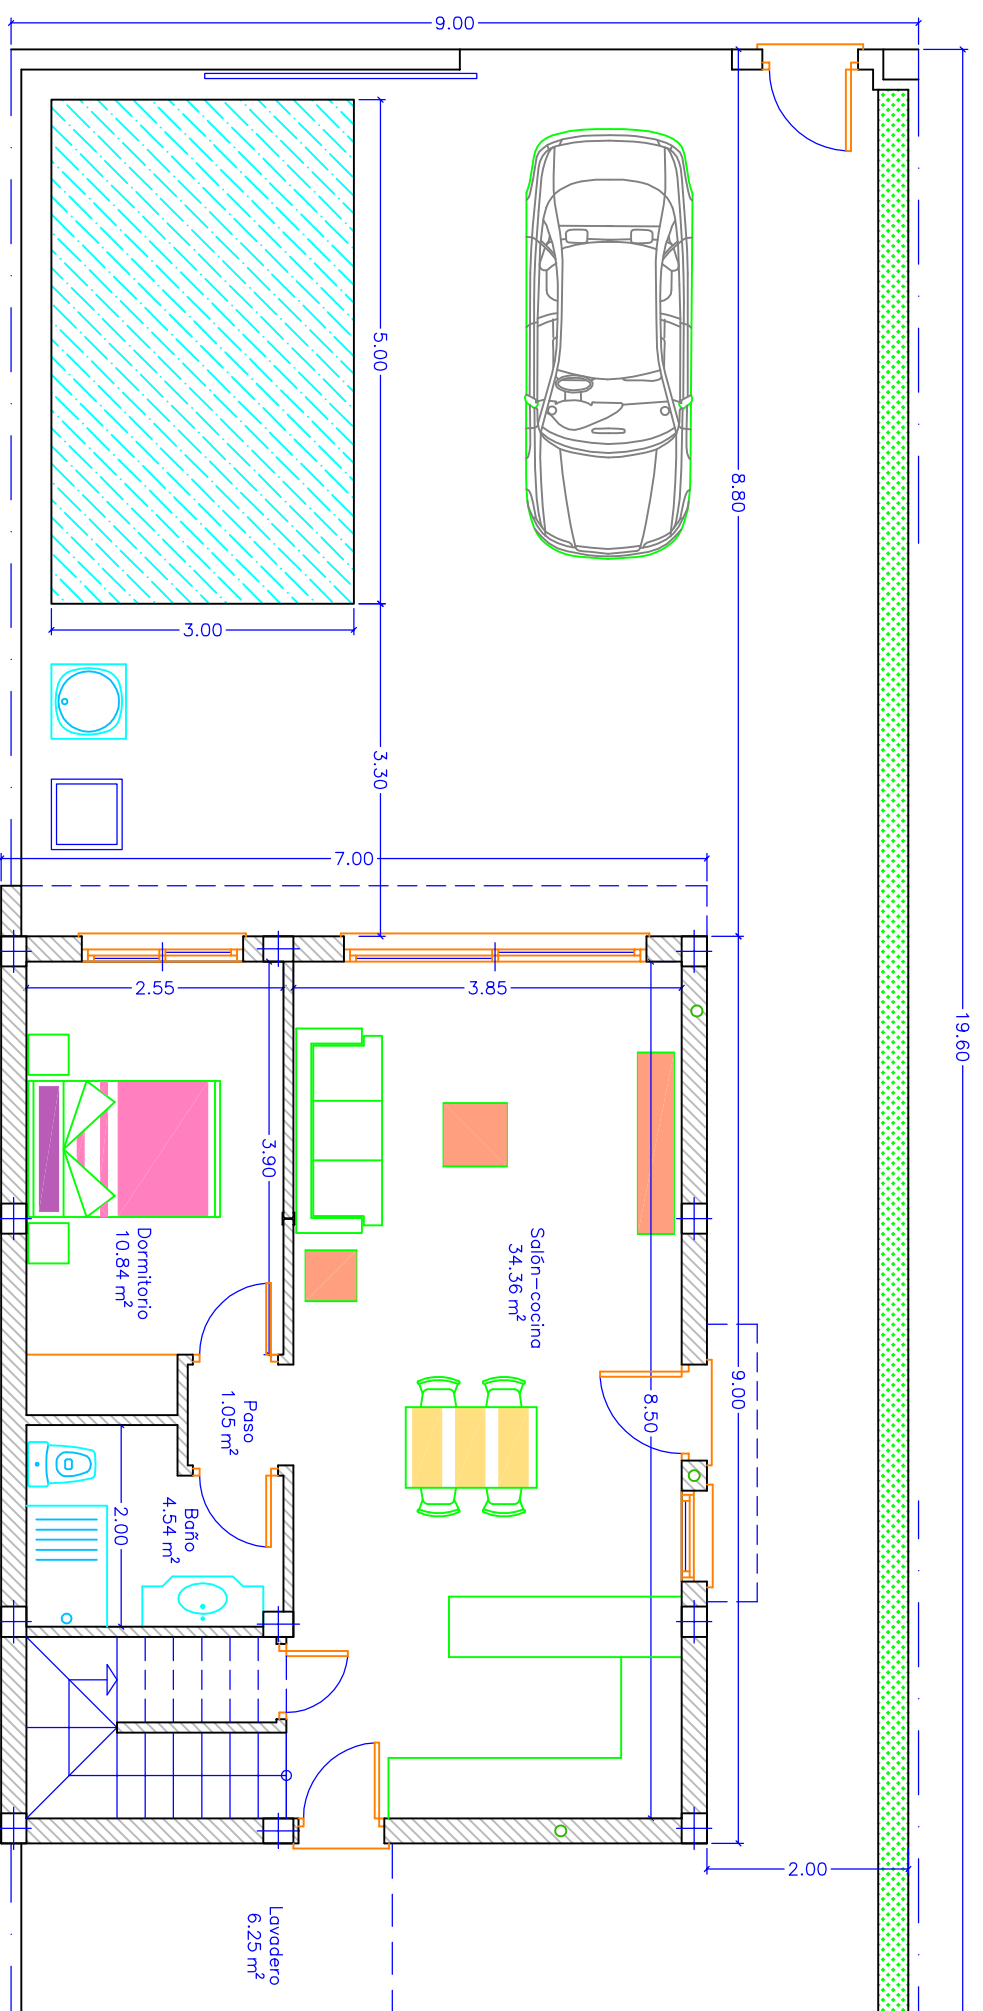 9.00
5.00
8.80
3.00
3.30
7.00
2.55
3.85
19.60
3.90
Dormitorio
10.84 m²
Salón-cocina
34.36 m²
9.00
8.50
Paso
1.05 m²
Baño
4.54 m²
2.00
2.00
Lavadero
6.25 m²